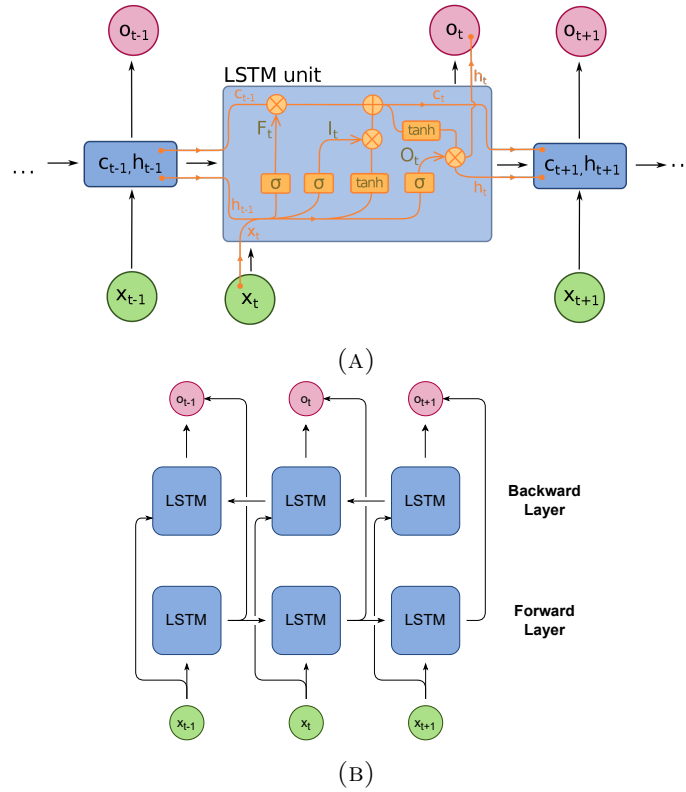 o_{t-1} o_t o_{t+1}
LSTM unit
h_t
c_{t-1} c_t
F_t I_t tanh
O_t
... c_{t-1},h_{t-1} c_{t+1},h_{t+1} ...
σ σ tanh σ
h_{t-1} h_t
x_t
x_{t-1} x_t x_{t+1}
(A)
o_{t-1} o_t o_{t+1}
LSTM LSTM LSTM Backward
Layer
LSTM LSTM LSTM Forward
Layer
x_{t-1} x_t x_{t+1}
(B)